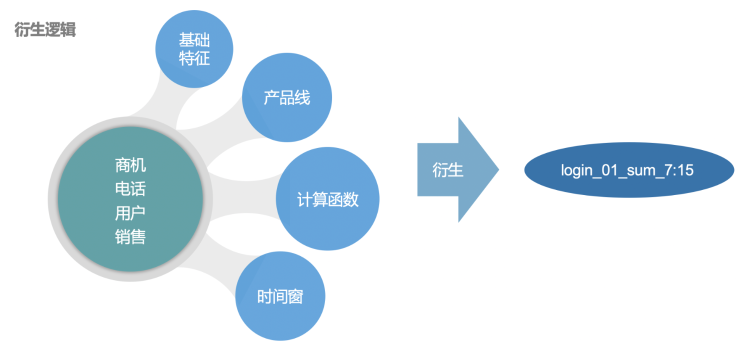 衍生逻辑
基础
特征
产品线
商机
电话
用户
销售
计算函数
时间窗
衍生
login_01_sum_7:15